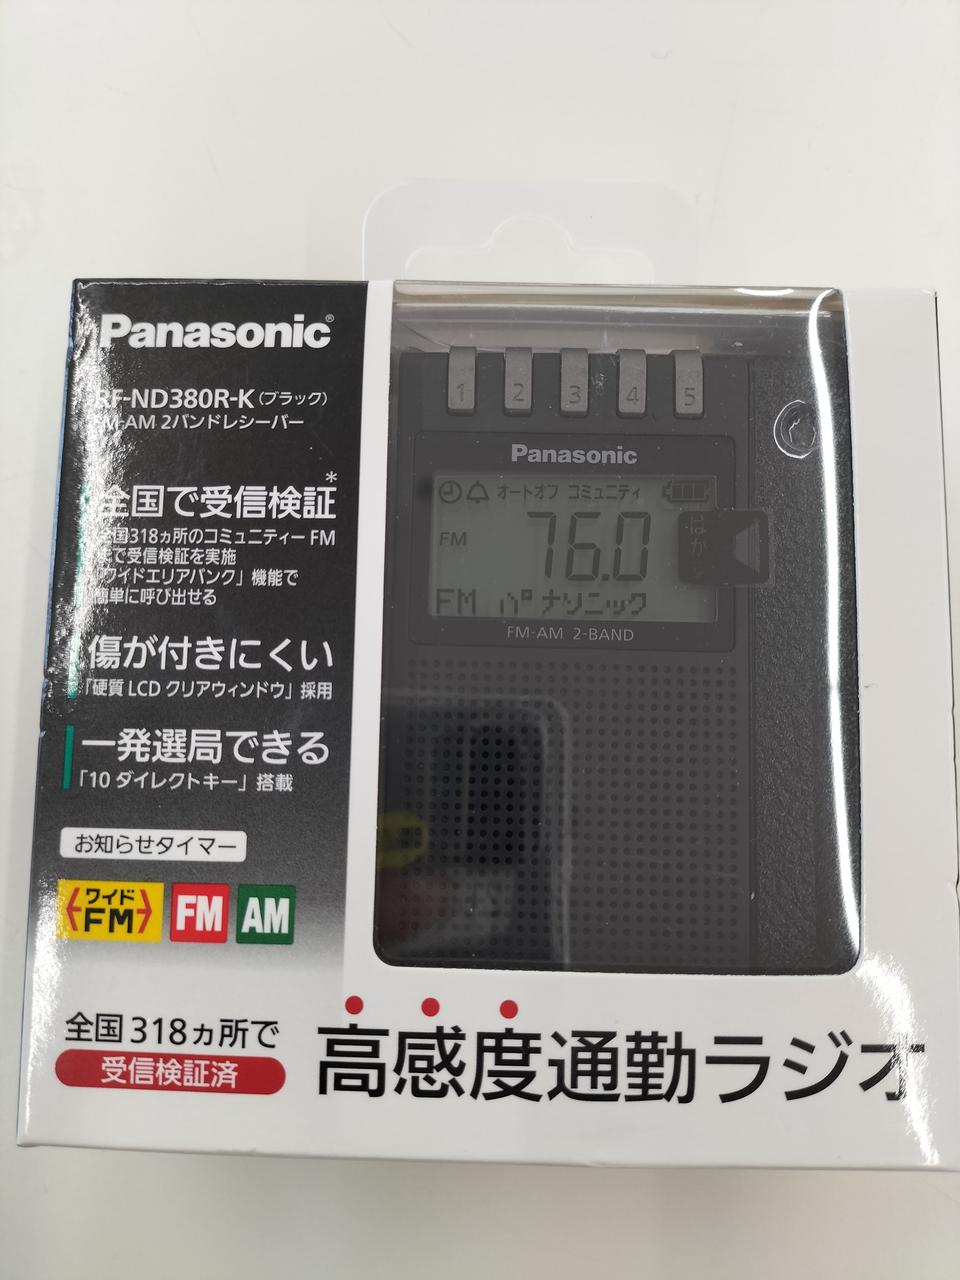 Panasonic®
RF-ND380R-K(ブラック)
FM-AM 2バンドレシーバー
全国で受信検証*
全国318ヵ所のコミュニティーFM
まで受信検証を実施
「ワイドエリアバンク」機能で
簡単に呼び出せる
傷が付きにくい
「硬質LCDクリアウィンドウ」採用
一発選局できる
「10ダイレクトキー」搭載
お知らせタイマー
ワイド
FM
FM
AM
1 2 3 4 5
Panasonic
オートオフ コミュニティ
FM 76.0
FM パナソニック
FM-AM 2-BAND
はがす
全国318ヵ所で
受信検証済
高感度通勤ラジオ